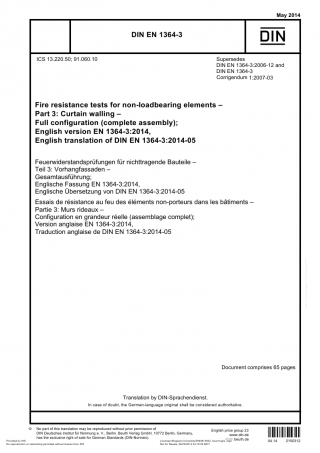 May 2014
DIN EN 1364-3
DIN
ICS 13.220.50; 91.060.10
Supersedes
DIN EN 1364-3:2006-12 and
DIN EN 1364-3
Corrigendum 1:2007-03
Fire resistance tests for non-loadbearing elements –
Part 3: Curtain walling –
Full configuration (complete assembly);
English version EN 1364-3:2014,
English translation of DIN EN 1364-3:2014-05
Feuerwiderstandsprüfungen für nichttragende Bauteile –
Teil 3: Vorhangfassaden –
Gesamtausführung;
Englische Fassung EN 1364-3:2014,
Englische Übersetzung von DIN EN 1364-3:2014-05
Essais de résistance au feu des éléments non-porteurs dans les bâtiments –
Partie 3: Murs rideaux –
Configuration en grandeur réelle (assemblage complet);
Version anglaise EN 1364-3:2014,
Traduction anglaise de DIN EN 1364-3:2014-05
Document comprises 65 pages
Translation by DIN-Sprachendienst.
In case of doubt, the German-language original shall be considered authoritative.
© No part of this translation may be reproduced without prior permission of
DIN Deutsches Institut für Normung e. V., Berlin. Beuth Verlag GmbH, 10772 Berlin, Germany,
has the exclusive right of sale for German Standards (DIN-Normen).
English price group 23
www.din.de
www.beuth.de